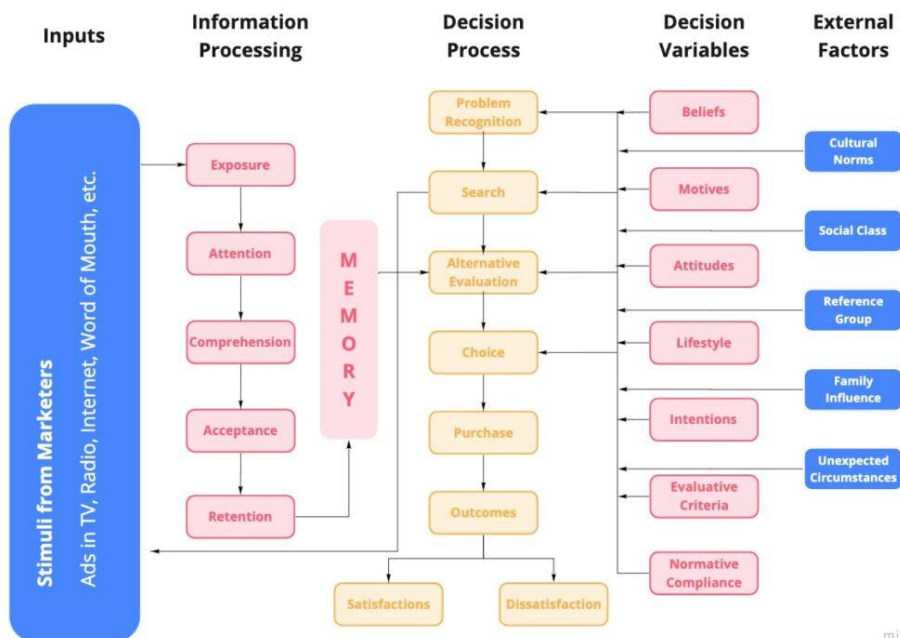 Inputs
Information
Processing
Decision
Process
Decision
Variables
External
Factors
Stimuli from Marketers
Ads in TV, Radio, Internet, Word of Mouth, etc.
Exposure
Attention
Comprehension
Acceptance
Retention
MEMORY
Problem
Recognition
Search
Alternative
Evaluation
Choice
Purchase
Outcomes
Satisfactions
Dissatisfaction
Beliefs
Motives
Attitudes
Lifestyle
Intentions
Evaluative
Criteria
Normative
Compliance
Cultural
Norms
Social Class
Reference
Group
Family
Influence
Unexpected
Circumstances